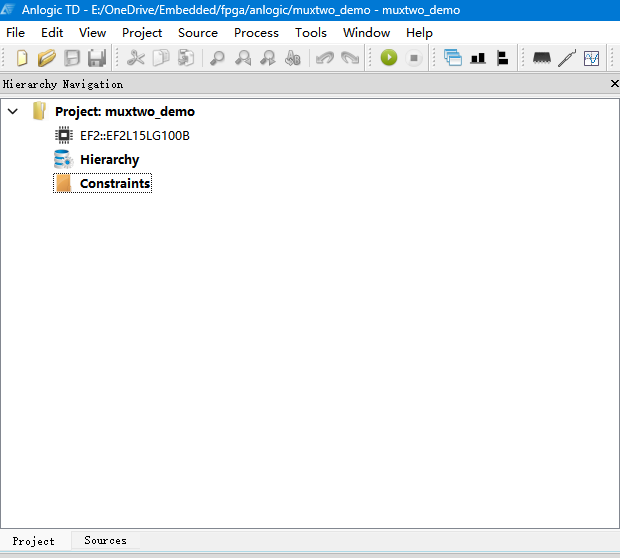 Anlogic TD - E:/OneDrive/Embedded/fpga/anlogic/muxtwo_demo - muxtwo_demo
File Edit View Project Source Process Tools Window Help
Hierarchy Navigation
Project: muxtwo_demo
EF2::EF2L15LG100B
Hierarchy
Constraints
Project Sources